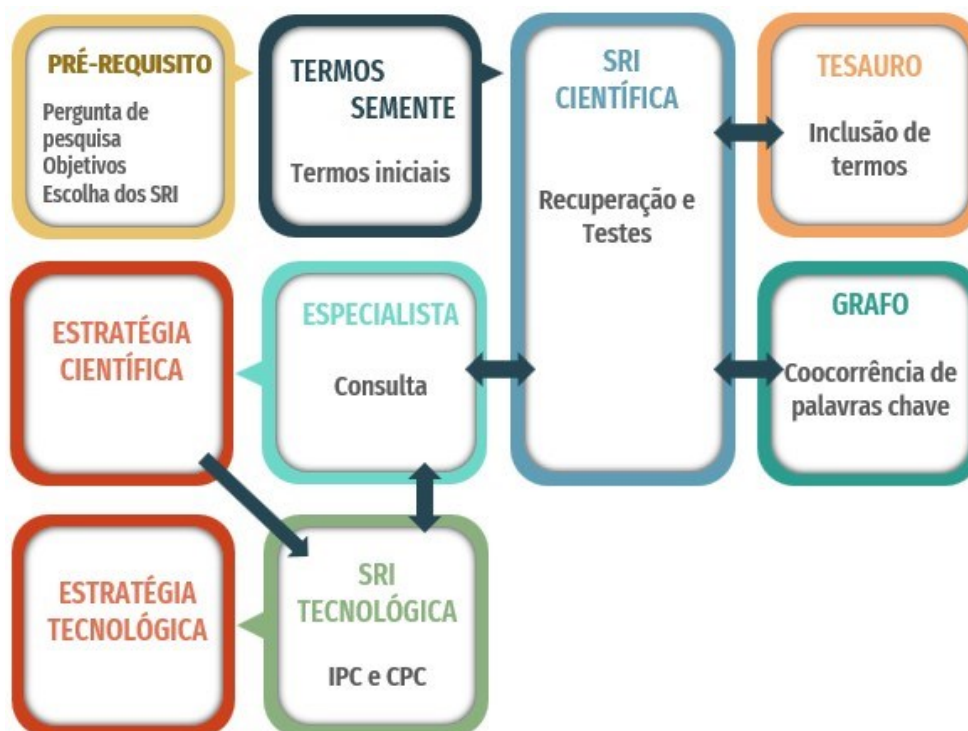 PRÉ-REQUISITO
Pergunta de
pesquisa
Objetivos
Escolha dos SRI
TERMOS
SEMENTE
Termos iniciais
SRI
CIENTÍFICA
Recuperação e
Testes
TESAURO
Inclusão de
termos
ESTRATÉGIA
CIENTÍFICA
ESPECIALISTA
Consulta
GRAFO
Coocorrência de
palavras chave
ESTRATÉGIA
TECNOLÓGICA
SRI
TECNOLÓGICA
IPC e CPC